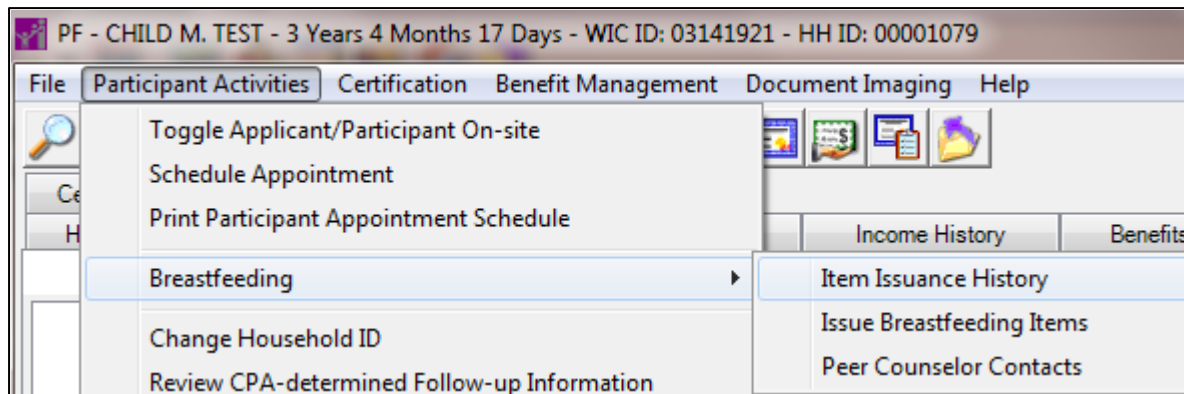 PF - CHILD M. TEST - 3 Years 4 Months 17 Days - WIC ID: 03141921 - HH ID: 00001079
File Participant Activities Certification Benefit Management Document Imaging Help
Toggle Applicant/Participant On-site
Schedule Appointment
Print Participant Appointment Schedule
Income History Benefits
Breastfeeding Item Issuance History
Issue Breastfeeding Items
Change Household ID
Peer Counselor Contacts
Review CPA-determined Follow-up Information